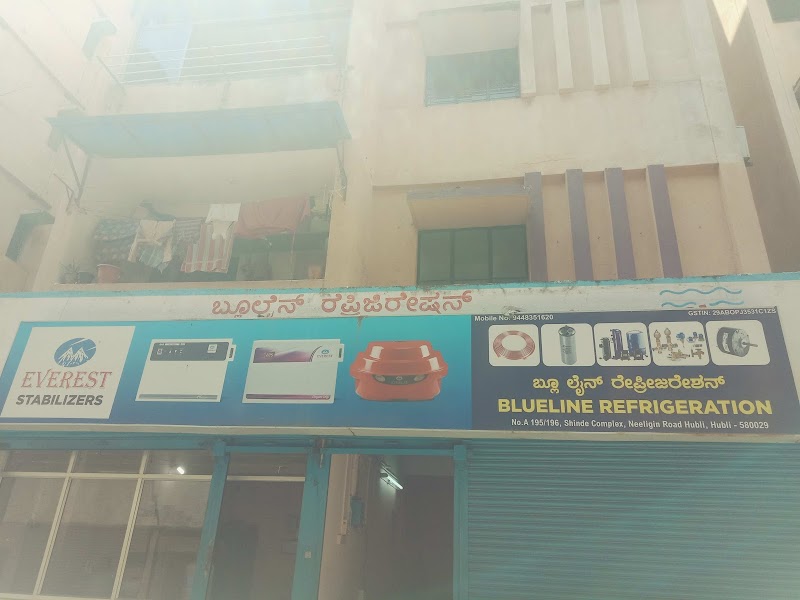 ಬ್ಲೂಲೈನ್ ರೆಫ್ರಿಜಿರೇಷನ್
Mobile No: 9448351620
GSTIN: 29ABOPJ3531C1ZS
EVEREST
STABILIZERS
EVEREST
ಬ್ಲೂ ಲೈನ್ ರೇಫ್ರೀಜರೇಶನ್
BLUELINE REFRIGERATION
No.A 195/196, Shinde Complex, Neeligin Road Hubli, Hubli - 580029